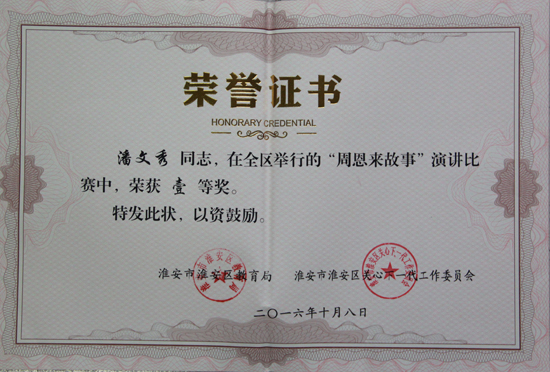 荣誉证书
HONORARY CREDENTIAL
潘文秀 同志，在全区举行的“周恩来故事”演讲比
赛中，荣获 壹 等奖。
特发此状，以资鼓励。
淮安市淮安区教育局 淮安市淮安区关心下一代工作委员会
二〇一六年十月八日